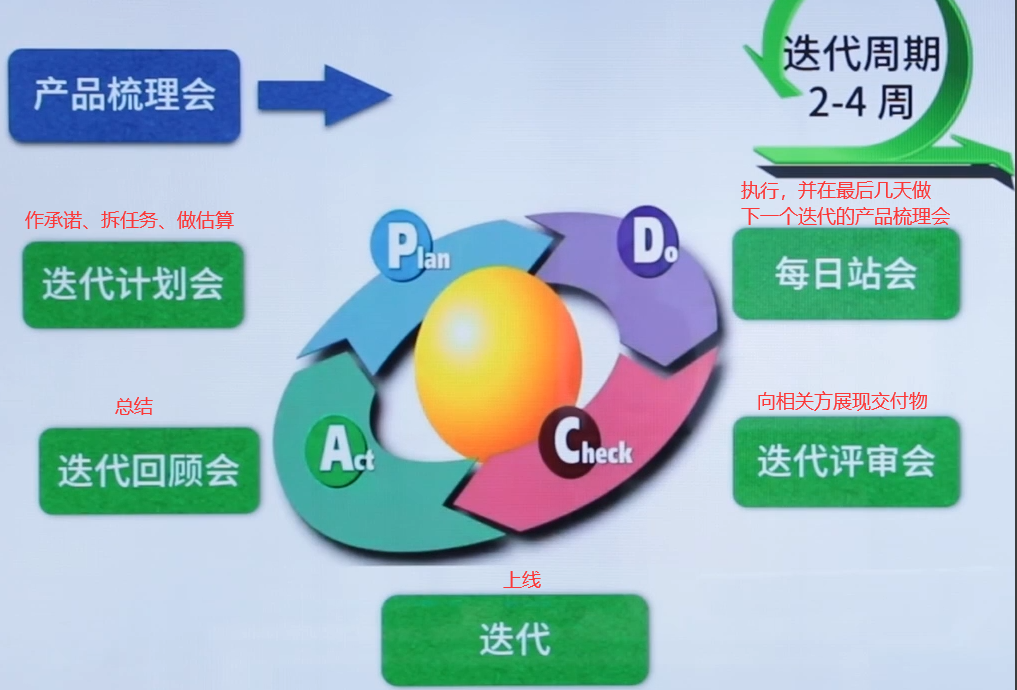 产品梳理会
迭代周期
2-4 周
作承诺、拆任务、做估算
迭代计划会
Plan
Do
执行，并在最后几天做
下一个迭代的产品梳理会
每日站会
总结
迭代回顾会
Act
Check
向相关方展现交付物
迭代评审会
上线
迭代